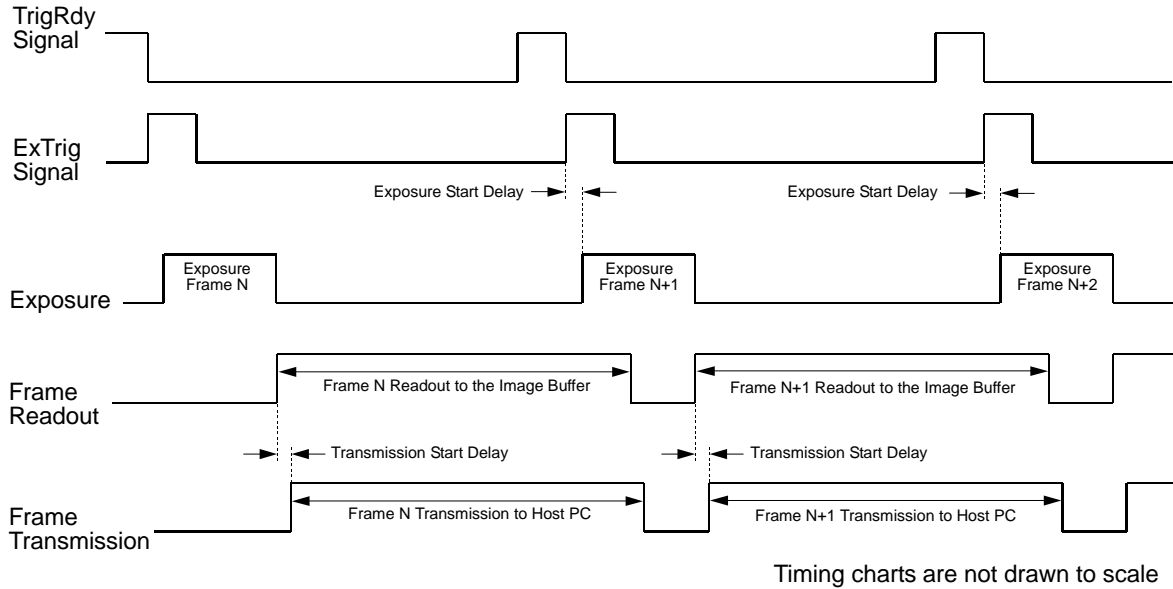 TrigRdy
Signal
ExTrig
Signal
Exposure Start Delay
Exposure Start Delay
Exposure
Frame N
Exposure
Frame N+1
Exposure
Frame N+2
Exposure
Frame N Readout to the Image Buffer
Frame N+1 Readout to the Image Buffer
Frame
Readout
Transmission Start Delay
Transmission Start Delay
Frame N Transmission to Host PC
Frame N+1 Transmission to Host PC
Frame
Transmission
Timing charts are not drawn to scale